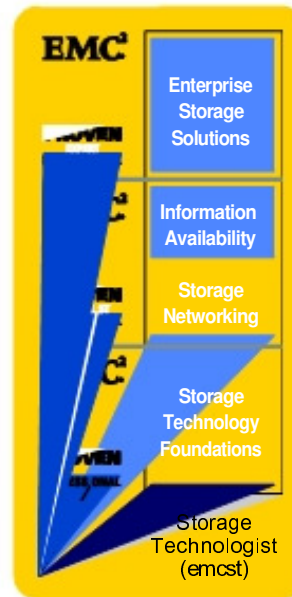 EMC²
Enterprise
Storage
Solutions
Information
Availability
Storage
Networking
Storage
Technology
Foundations
Storage
Technologist
(emcst)